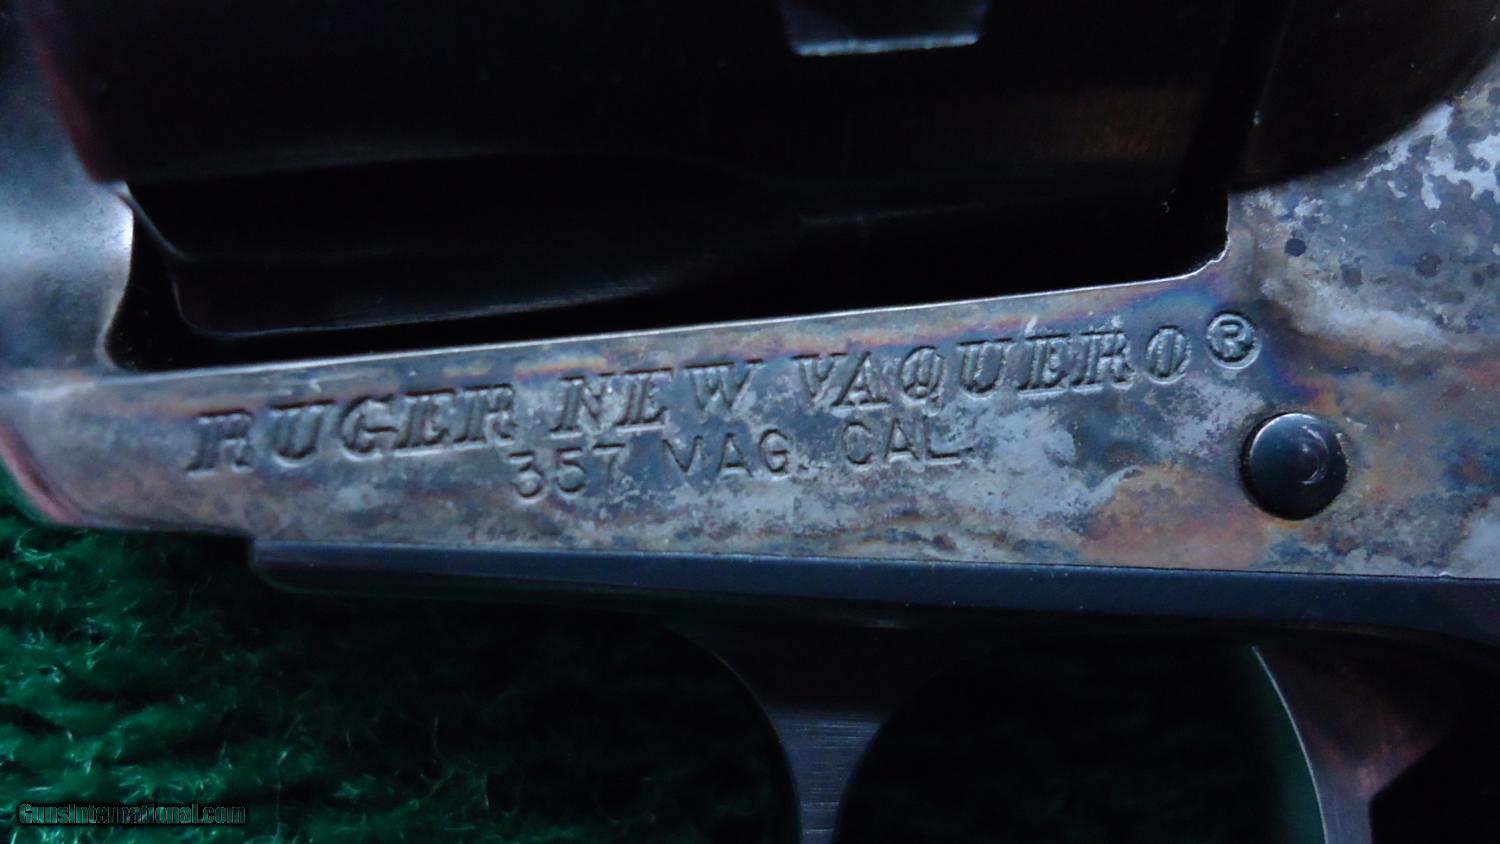 RUGER NEW VAQUERO®
357 MAG. CAL.
GunsInternational.com